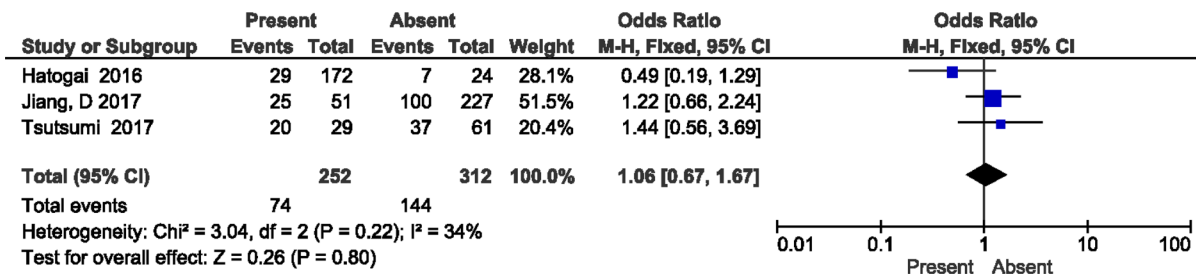 Present Absent Odds Ratio Odds Ratio
Study or Subgroup Events Total Events Total Weight M-H, Fixed, 95% CI M-H, Fixed, 95% CI
Hatogai 2016 29 172 7 24 28.1% 0.49 [0.19, 1.29]
Jiang, D 2017 25 51 100 227 51.5% 1.22 [0.66, 2.24]
Tsutsumi 2017 20 29 37 61 20.4% 1.44 [0.56, 3.69]
Total (95% CI) 252 312 100.0% 1.06 [0.67, 1.67]
Total events 74 144
Heterogeneity: Chi² = 3.04, df = 2 (P = 0.22); I² = 34%
Test for overall effect: Z = 0.26 (P = 0.80)
0.01 0.1 1 10 100
Present Absent